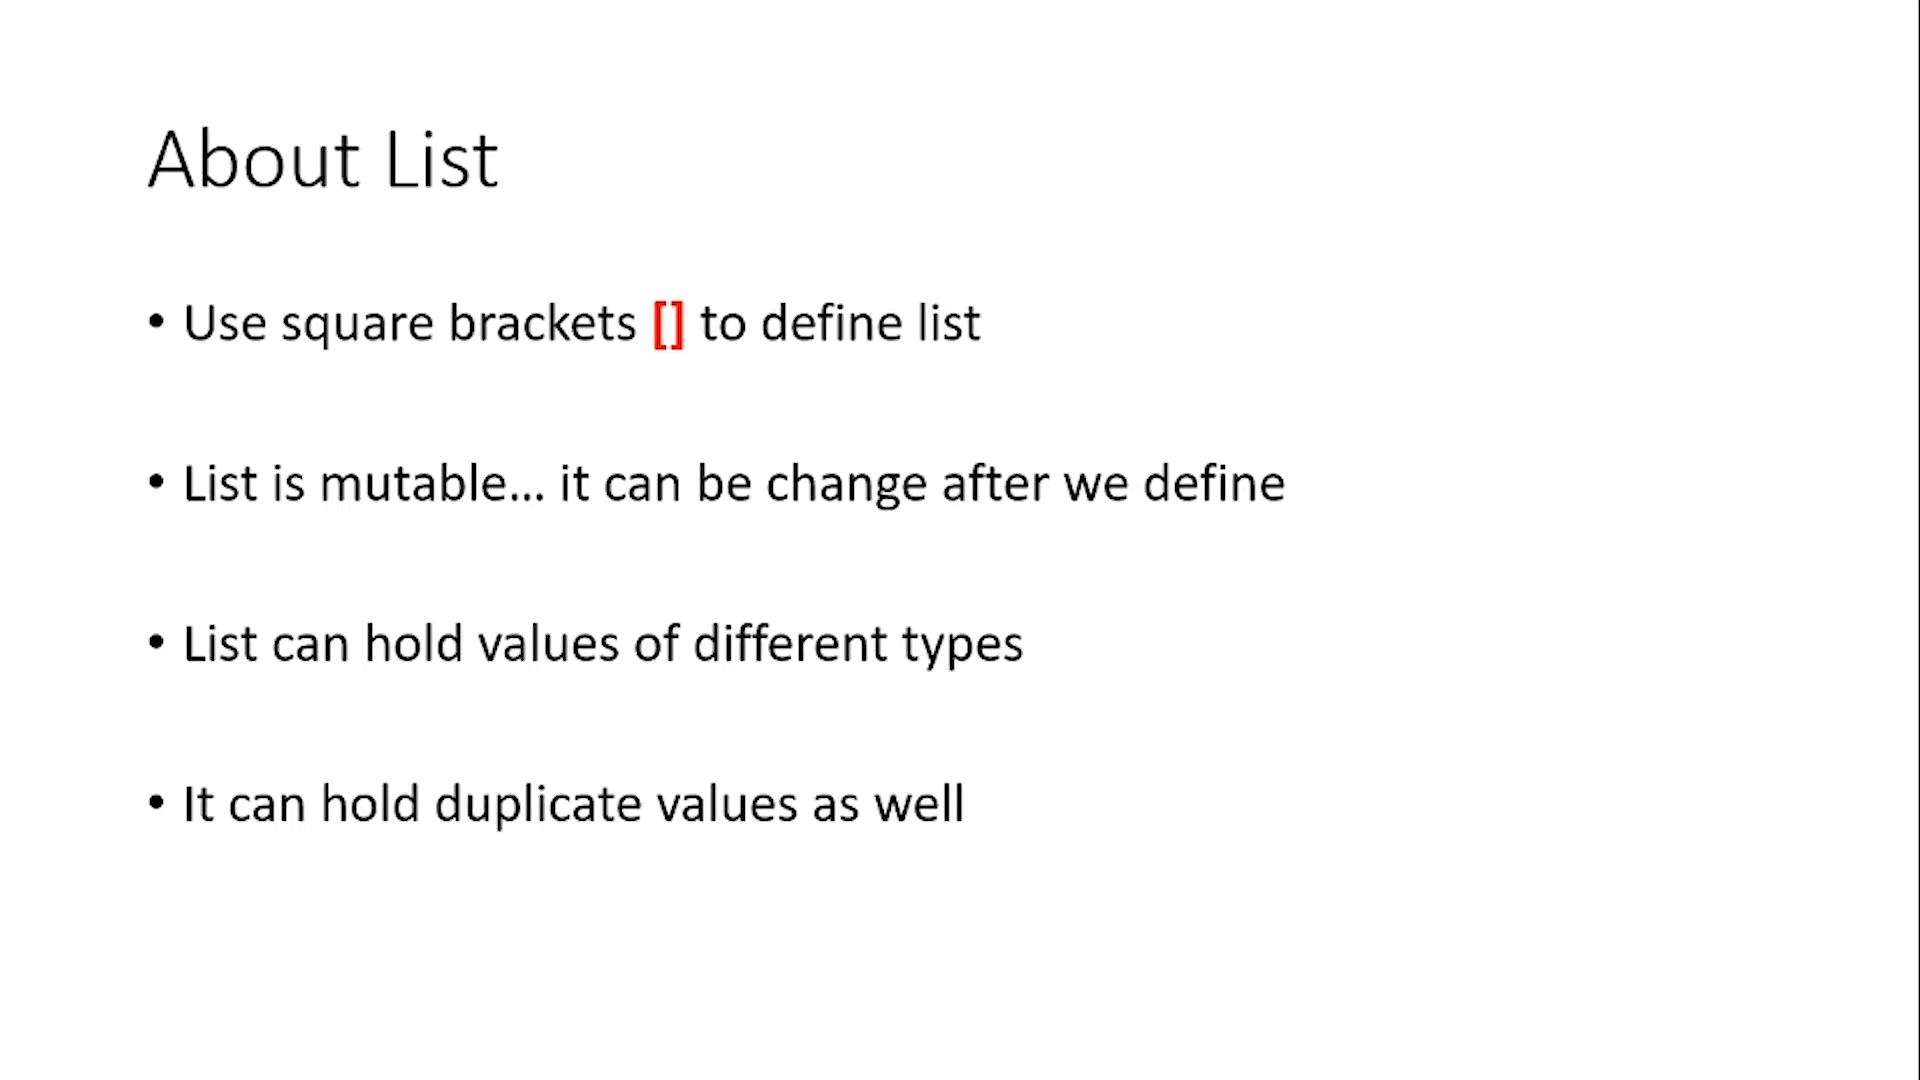 About List
• Use square brackets [] to define list
• List is mutable... it can be change after we define
• List can hold values of different types
• It can hold duplicate values as well